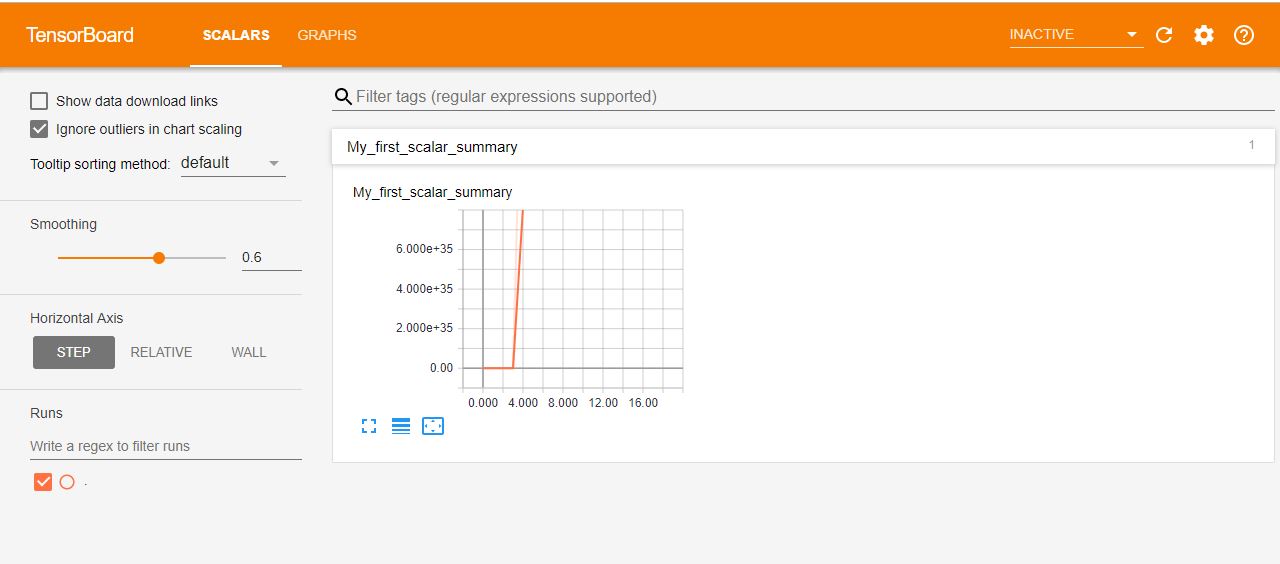 TensorBoard SCALARS GRAPHS INACTIVE
Show data download links
Ignore outliers in chart scaling
Tooltip sorting method: default
Smoothing
0.6
Horizontal Axis
STEP RELATIVE WALL
Runs
Write a regex to filter runs
.
Filter tags (regular expressions supported)
My_first_scalar_summary 1
My_first_scalar_summary
6.000e+35
4.000e+35
2.000e+35
0.00
0.000 4.000 8.000 12.00 16.00